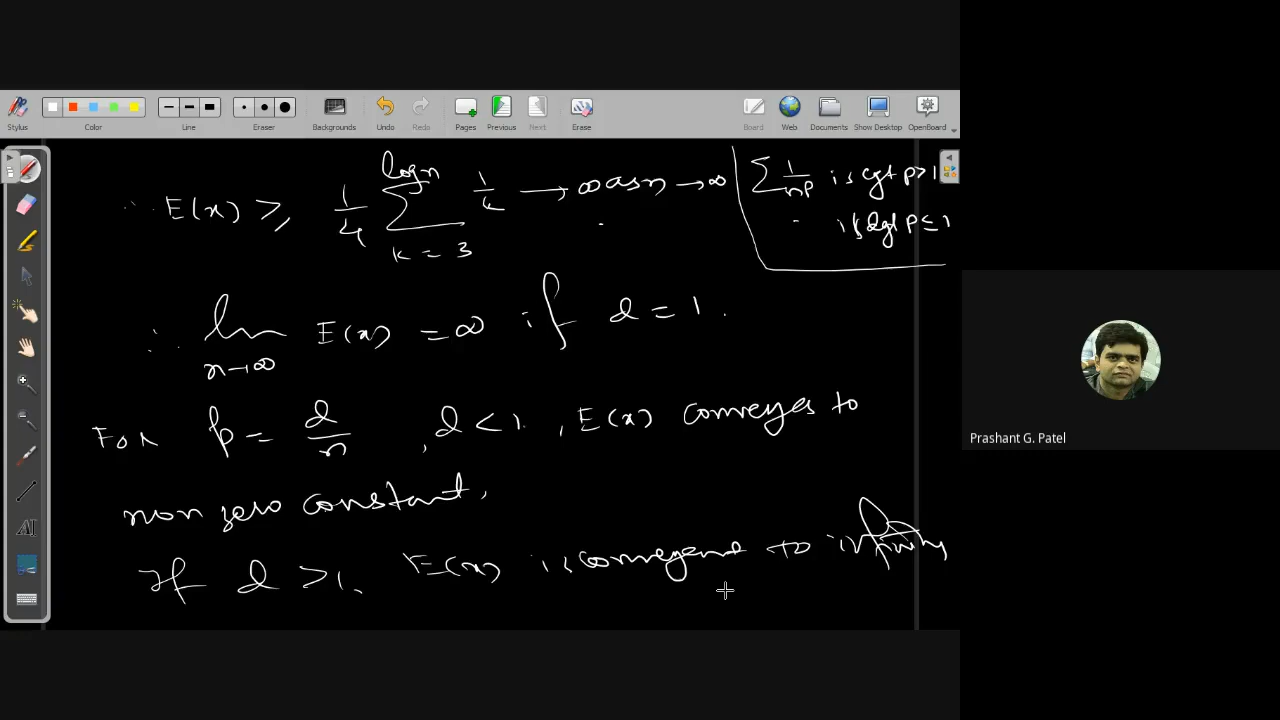 Stylus Color Line Eraser Backgrounds Undo Redo Pages Previous Next Erase Board Web Documents Show Desktop OpenBoard
∴ E(x) ≥ 1/4 ∑_{k=3}^{log n} 1/k → ∞ as n → ∞
∑ 1/n^p is cgt p>1
is dgt p ≤ 1
∴ lim_{n→∞} E(x) = ∞ if d = 1.
For p = d/n , d < 1. , E(x) converges to
non zero constant.
If d > 1. E(x) is convergent to infinity
Prashant G. Patel